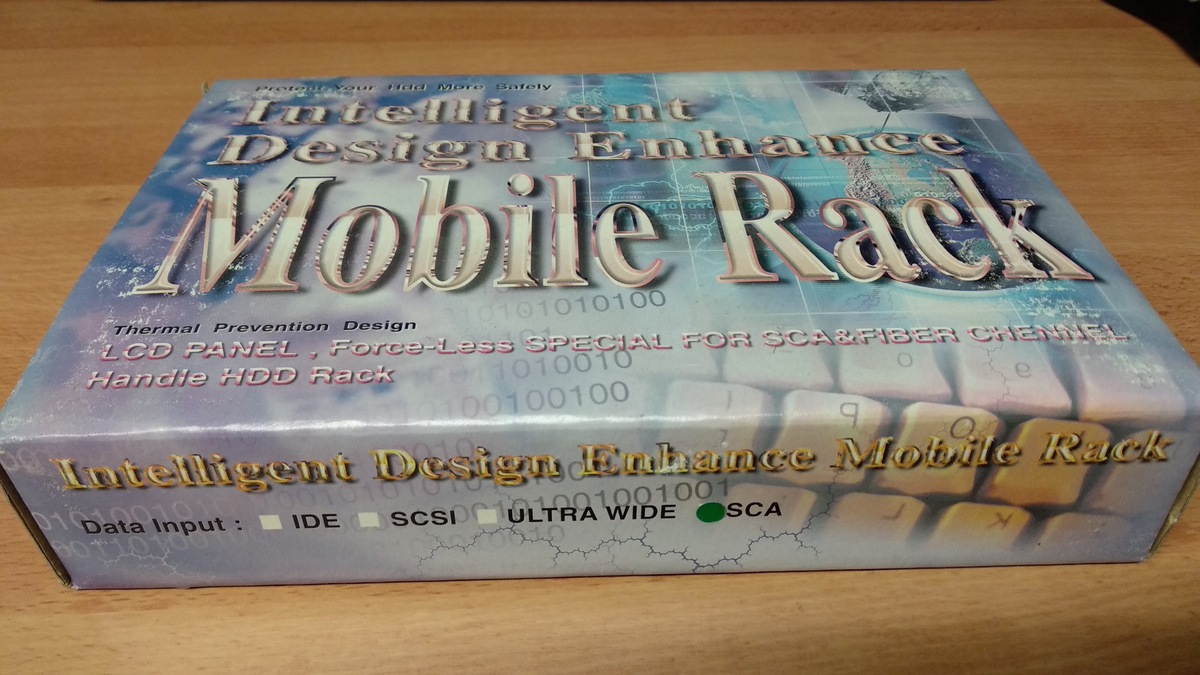 Protect Your Hdd More Safely
Intelligent
Design Enhance
Mobile Rack
101010100
Thermal Prevention Design
LCD PANEL , Force-Less SPECIAL FOR SCA&FIBER CHENNEL
Handle HDD Rack
Intelligent Design Enhance Mobile Rack
Data Input : IDE SCSI ULTRA WIDE SCA